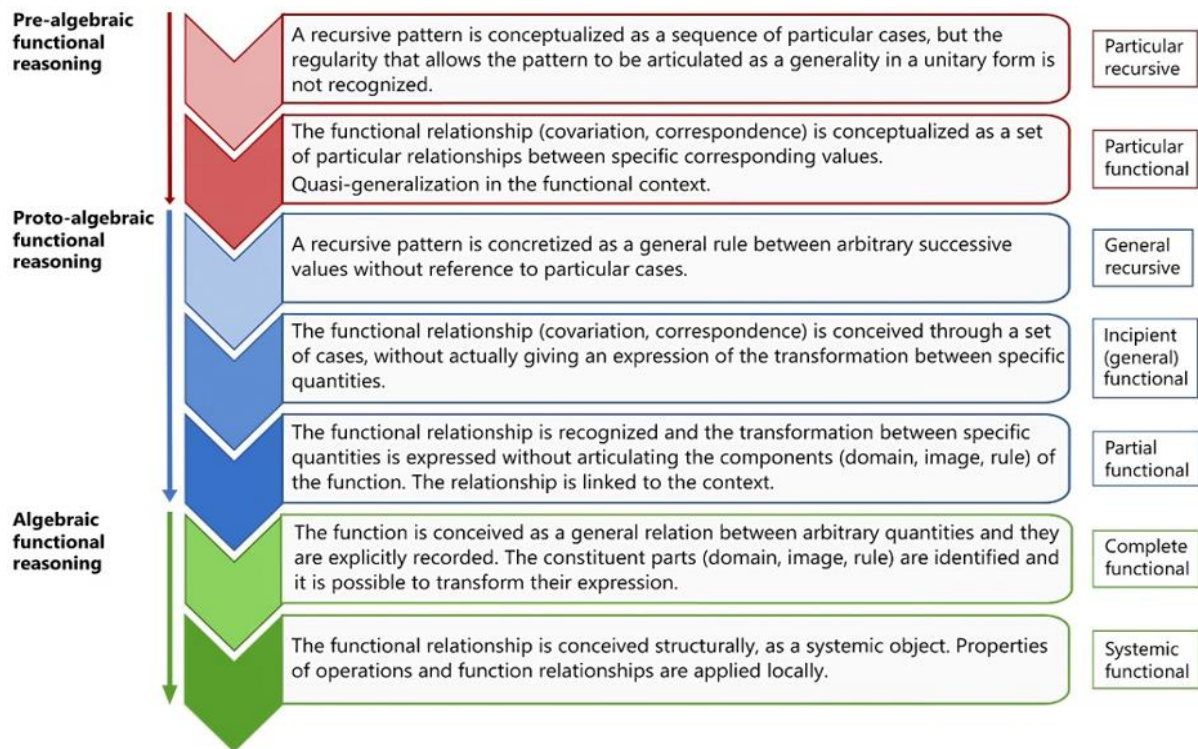 Pre-algebraic
functional
reasoning
A recursive pattern is conceptualized as a sequence of particular cases, but the
regularity that allows the pattern to be articulated as a generality in a unitary form is
not recognized.
Particular
recursive
The functional relationship (covariation, correspondence) is conceptualized as a set
of particular relationships between specific corresponding values.
Quasi-generalization in the functional context.
Particular
functional
Proto-algebraic
functional
reasoning
A recursive pattern is concretized as a general rule between arbitrary successive
values without reference to particular cases.
General
recursive
The functional relationship (covariation, correspondence) is conceived through a set
of cases, without actually giving an expression of the transformation between specific
quantities.
Incipient
(general)
functional
The functional relationship is recognized and the transformation between specific
quantities is expressed without articulating the components (domain, image, rule) of
the function. The relationship is linked to the context.
Partial
functional
Algebraic
functional
reasoning
The function is conceived as a general relation between arbitrary quantities and they
are explicitly recorded. The constituent parts (domain, image, rule) are identified and
it is possible to transform their expression.
Complete
functional
The functional relationship is conceived structurally, as a systemic object. Properties
of operations and function relationships are applied locally.
Systemic
functional